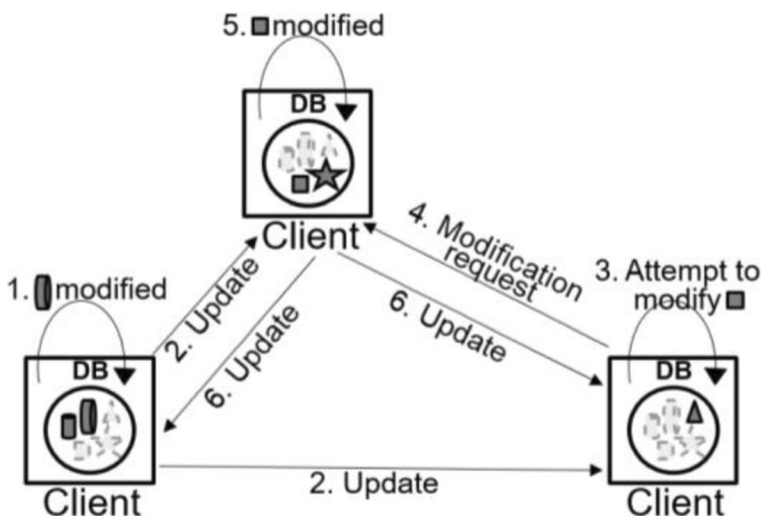 5. modified
DB
Client
4. Modification
request
3. Attempt to
modify
1. modified
2. Update
6. Update
6. Update
DB
DB
2. Update
Client
Client